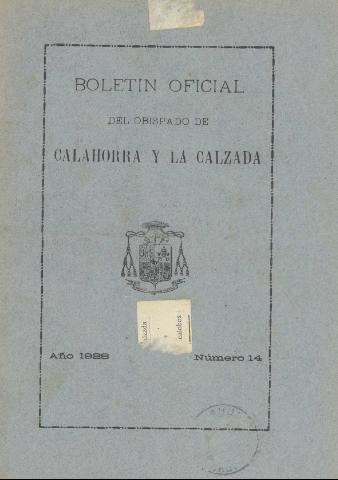 BOLETIN OFICIAL
DEL OBISPADO DE
CALAHORRA Y LA CALZADA
Año 1928 Número 14